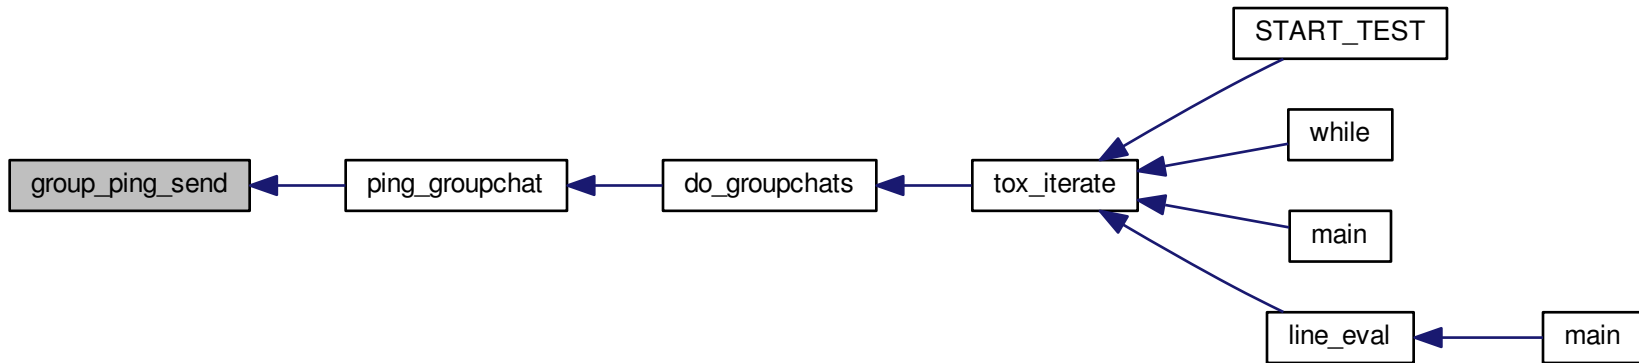 START_TEST
while
group_ping_send
ping_groupchat
do_groupchats
tox_iterate
main
line_eval
main